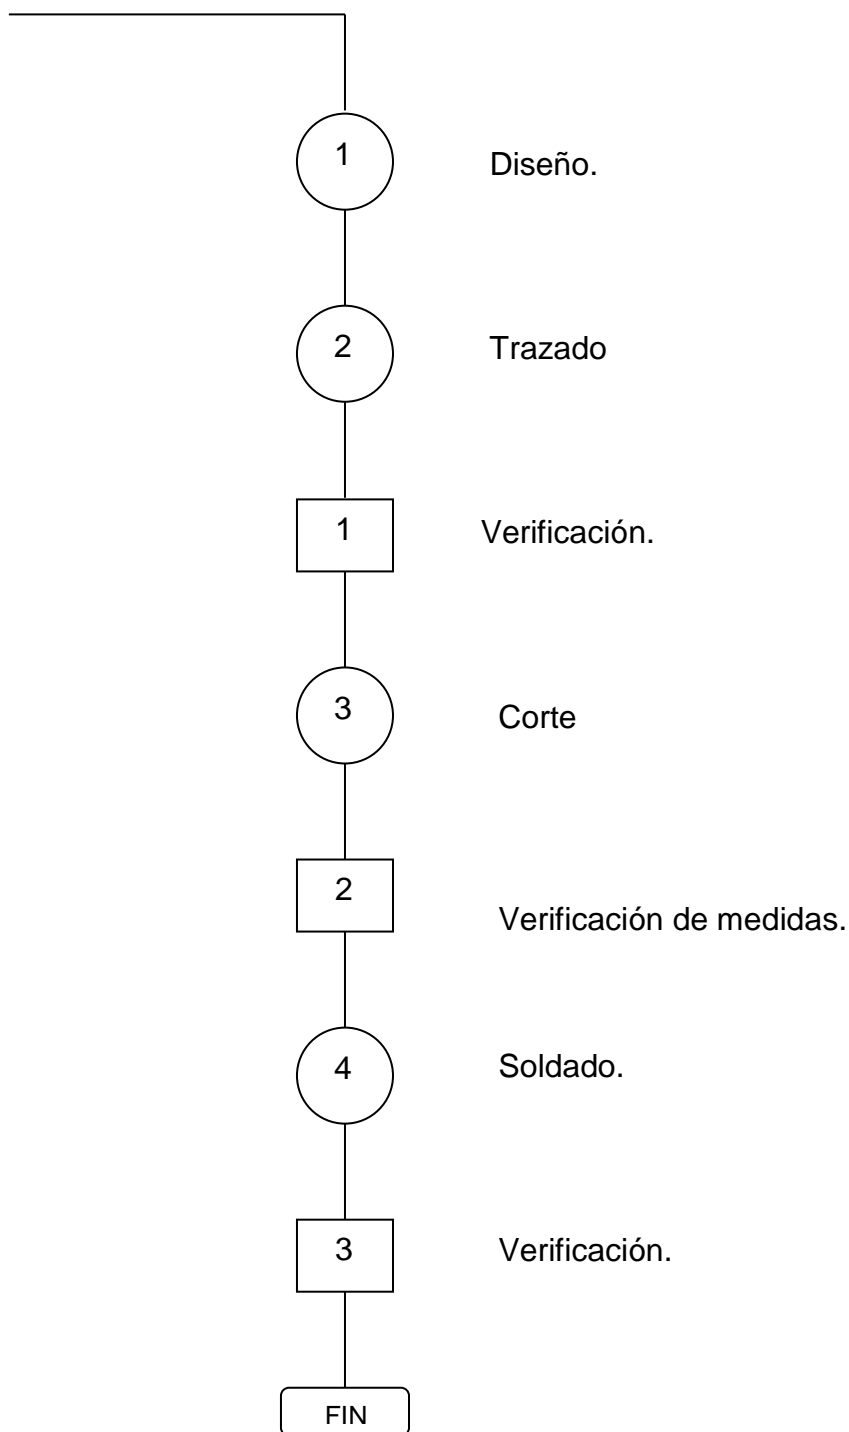 1 Diseño.
2 Trazado
1 Verificación.
3 Corte
2 Verificación de medidas.
4 Soldado.
3 Verificación.
FIN